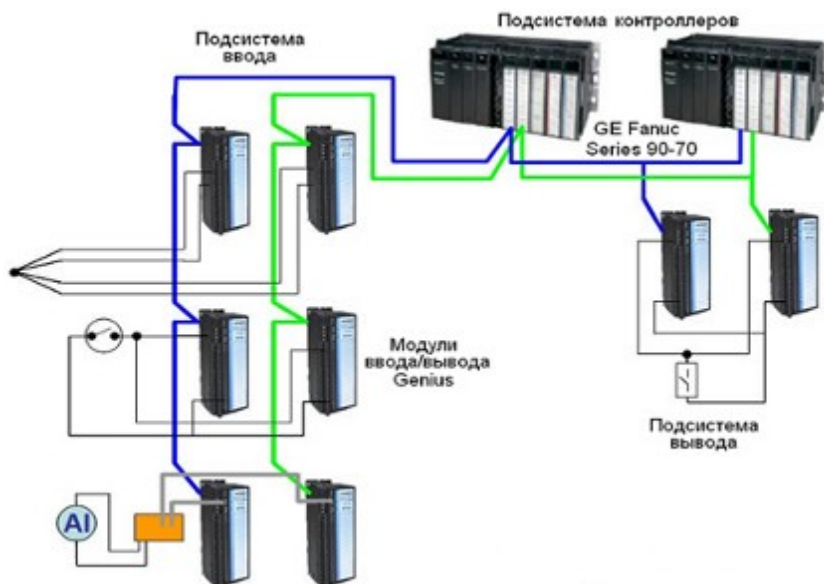 Подсистема контроллеров
Подсистема
ввода
GE Fanuc
Series 90-70
Модули
ввода/вывода
Genius
Подсистема
вывода
AI